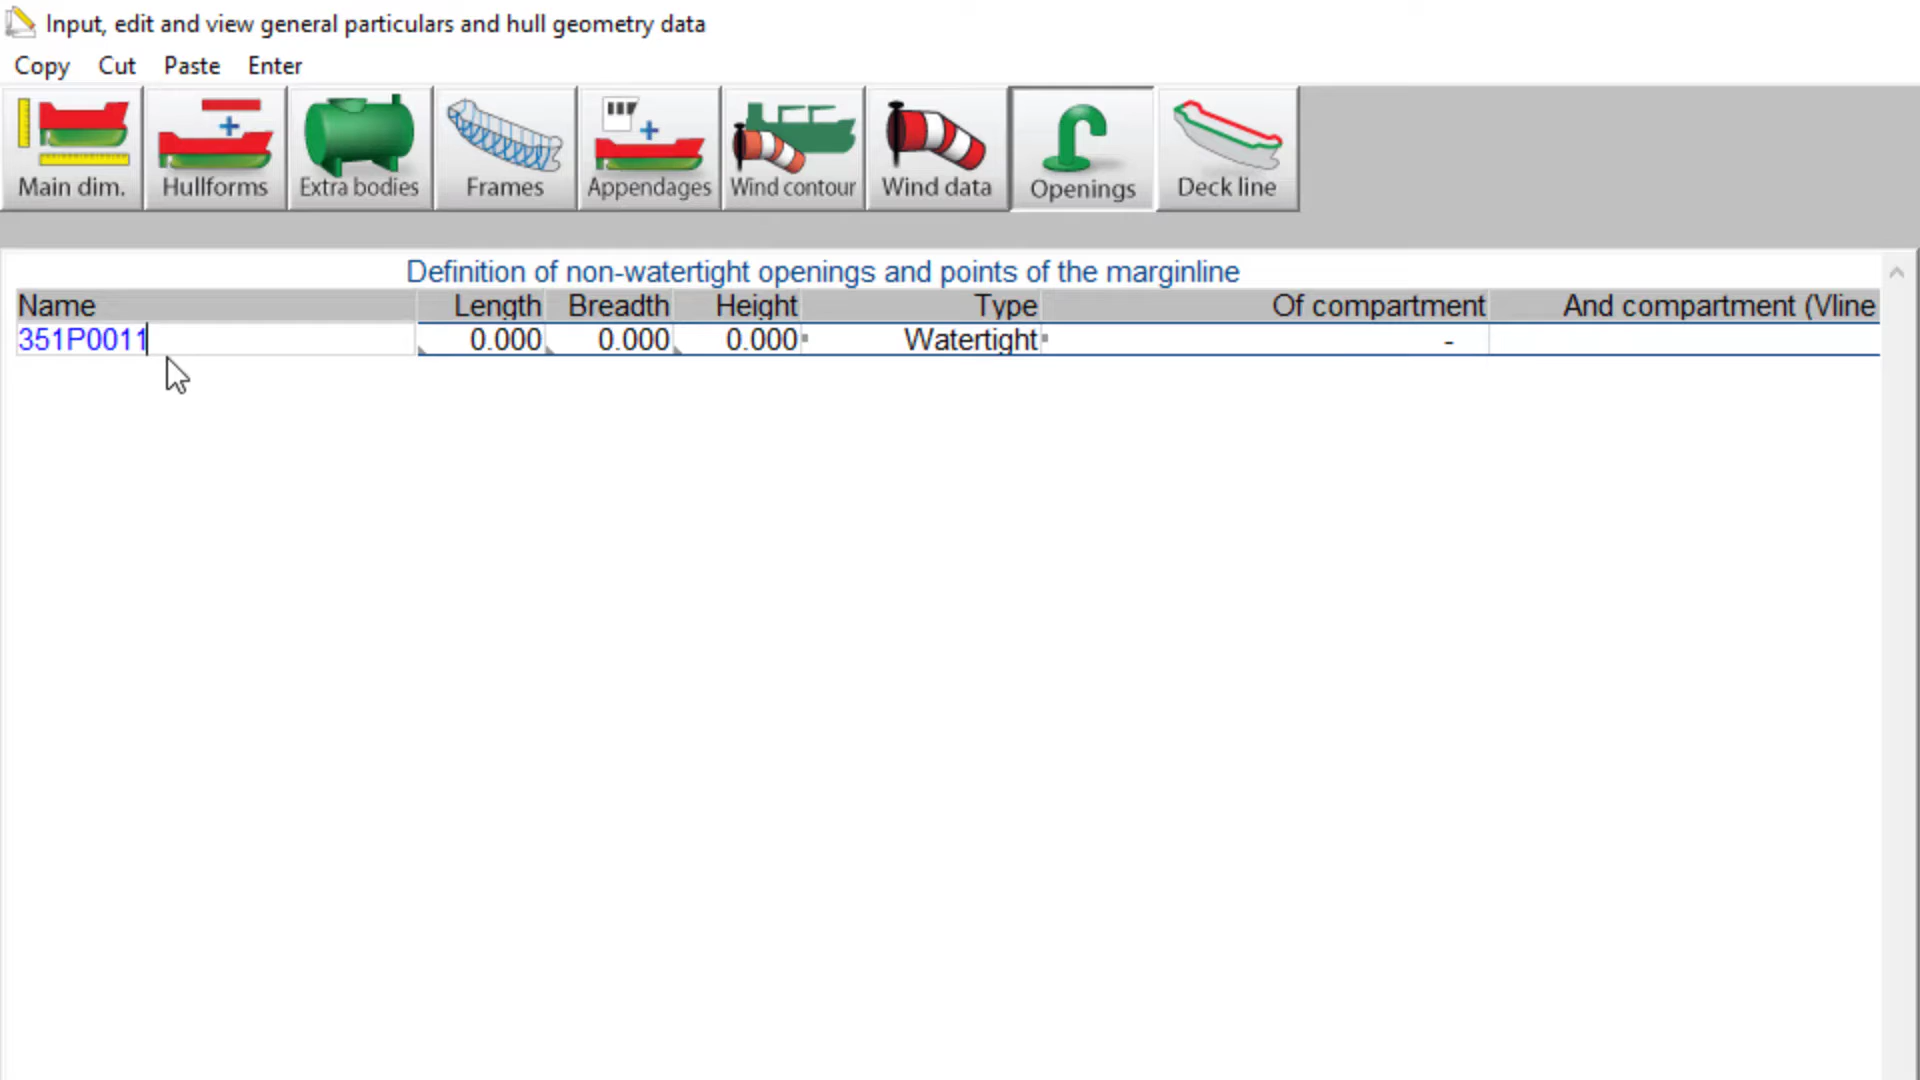 Input, edit and view general particulars and hull geometry data
Copy Cut Paste Enter
Main dim. Hullforms Extra bodies Frames Appendages Wind contour Wind data Openings Deck line
Definition of non-watertight openings and points of the marginline
Name Length Breadth Height Type Of compartment And compartment (Vline
351P0011 0.000 0.000 0.000 Watertight -